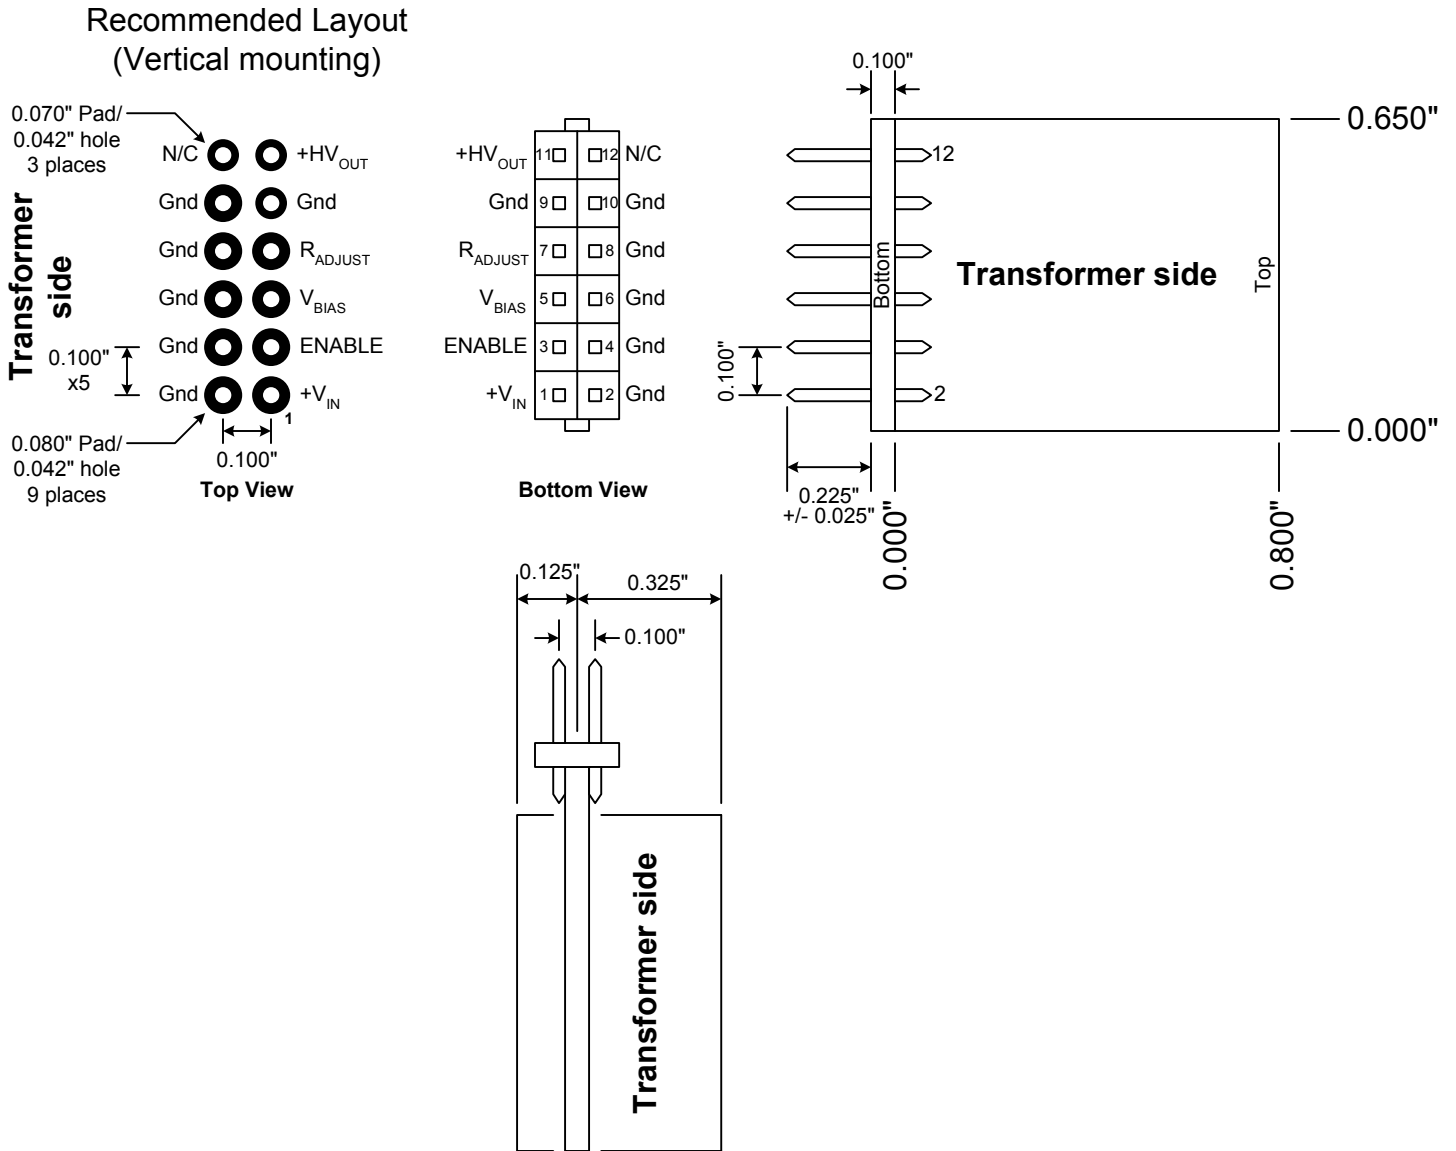 Recommended Layout
(Vertical mounting)
0.070" Pad/
0.042" hole
3 places
N/C
+HVOUT
Gnd
Gnd
Gnd
RADJUST
Gnd
VBIAS
Gnd
ENABLE
Gnd
+VIN
1
Transformer
side
0.100"
x5
0.080" Pad/
0.042" hole
9 places
0.100"
Top View
+HVOUT 11 12 N/C
Gnd 9 10 Gnd
RADJUST 7 8 Gnd
VBIAS 5 6 Gnd
ENABLE 3 4 Gnd
+VIN 1 2 Gnd
Bottom View
0.100"
0.650"
12
Bottom
Transformer side
Top
0.100"
2
0.000"
0.225"
+/- 0.025"
0.000"
0.800"
0.125"
0.325"
0.100"
Transformer side